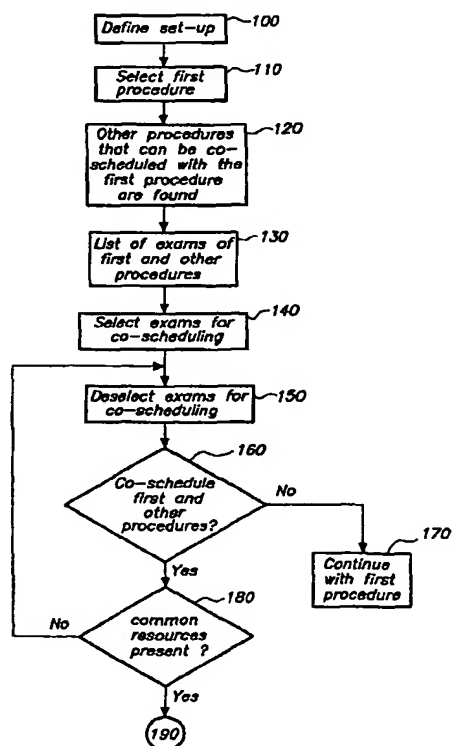 100
Define set-up
110
Select first
procedure
120
Other procedures
that can be co-
scheduled with the
first procedure
are found
130
List of exams of
first and other
procedures
140
Select exams for
co-scheduling
150
Deselect exams for
co-scheduling
160
Co-schedule
first and
other
procedures?
No
170
Continue
with first
procedure
Yes
180
No
common
resources
present ?
Yes
190